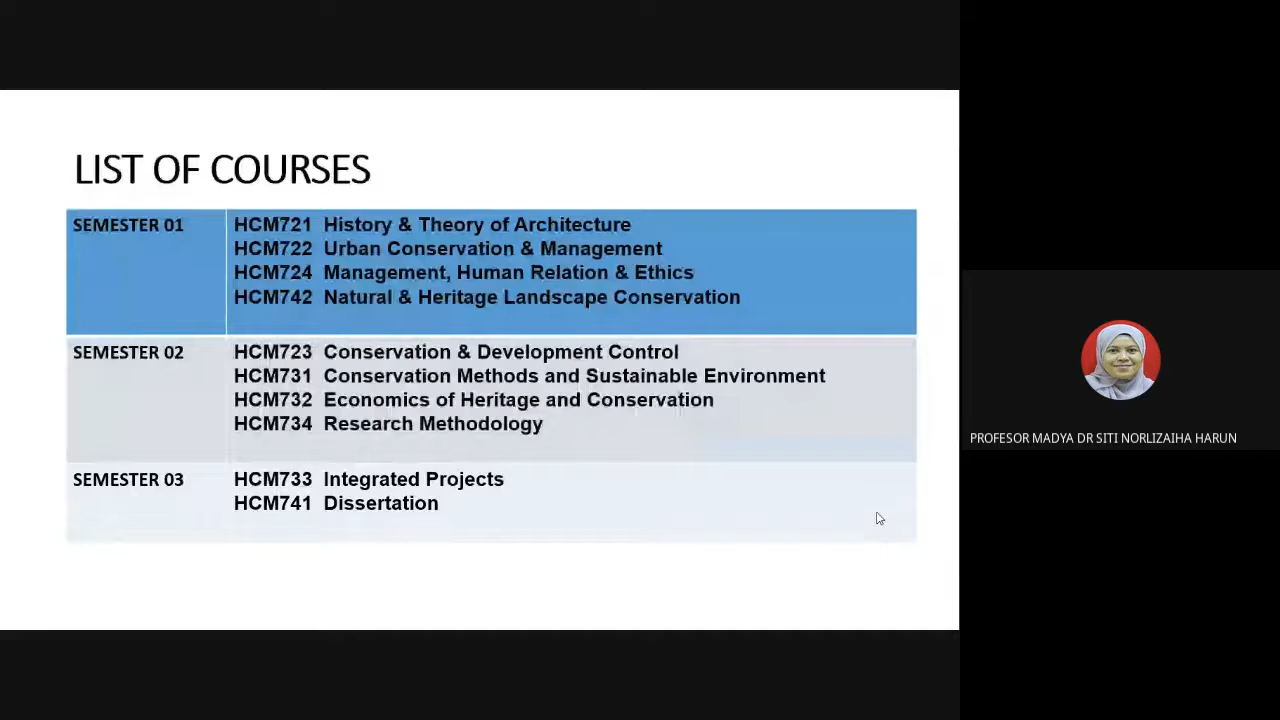 LIST OF COURSES
SEMESTER 01
HCM721 History & Theory of Architecture
HCM722 Urban Conservation & Management
HCM724 Management, Human Relation & Ethics
HCM742 Natural & Heritage Landscape Conservation
SEMESTER 02
HCM723 Conservation & Development Control
HCM731 Conservation Methods and Sustainable Environment
HCM732 Economics of Heritage and Conservation
HCM734 Research Methodology
SEMESTER 03
HCM733 Integrated Projects
HCM741 Dissertation
PROFESOR MADYA DR SITI NORLIZAIHA HARUN